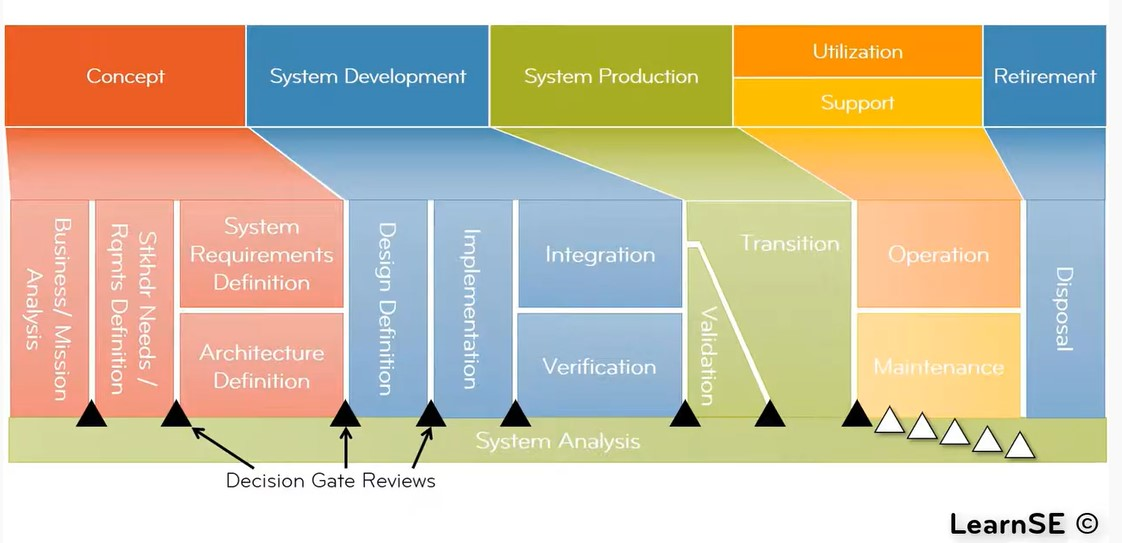 Concept
System Development
System Production
Utilization
Support
Retirement
Business/ Mission
Analysis
Stkhdr Needs /
Rqmts Definition
System
Requirements
Definition
Architecture
Definition
Design Definition
Implementation
Integration
Verification
Validation
Transition
Operation
Maintenance
Disposal
System Analysis
Decision Gate Reviews
LearnSE ©